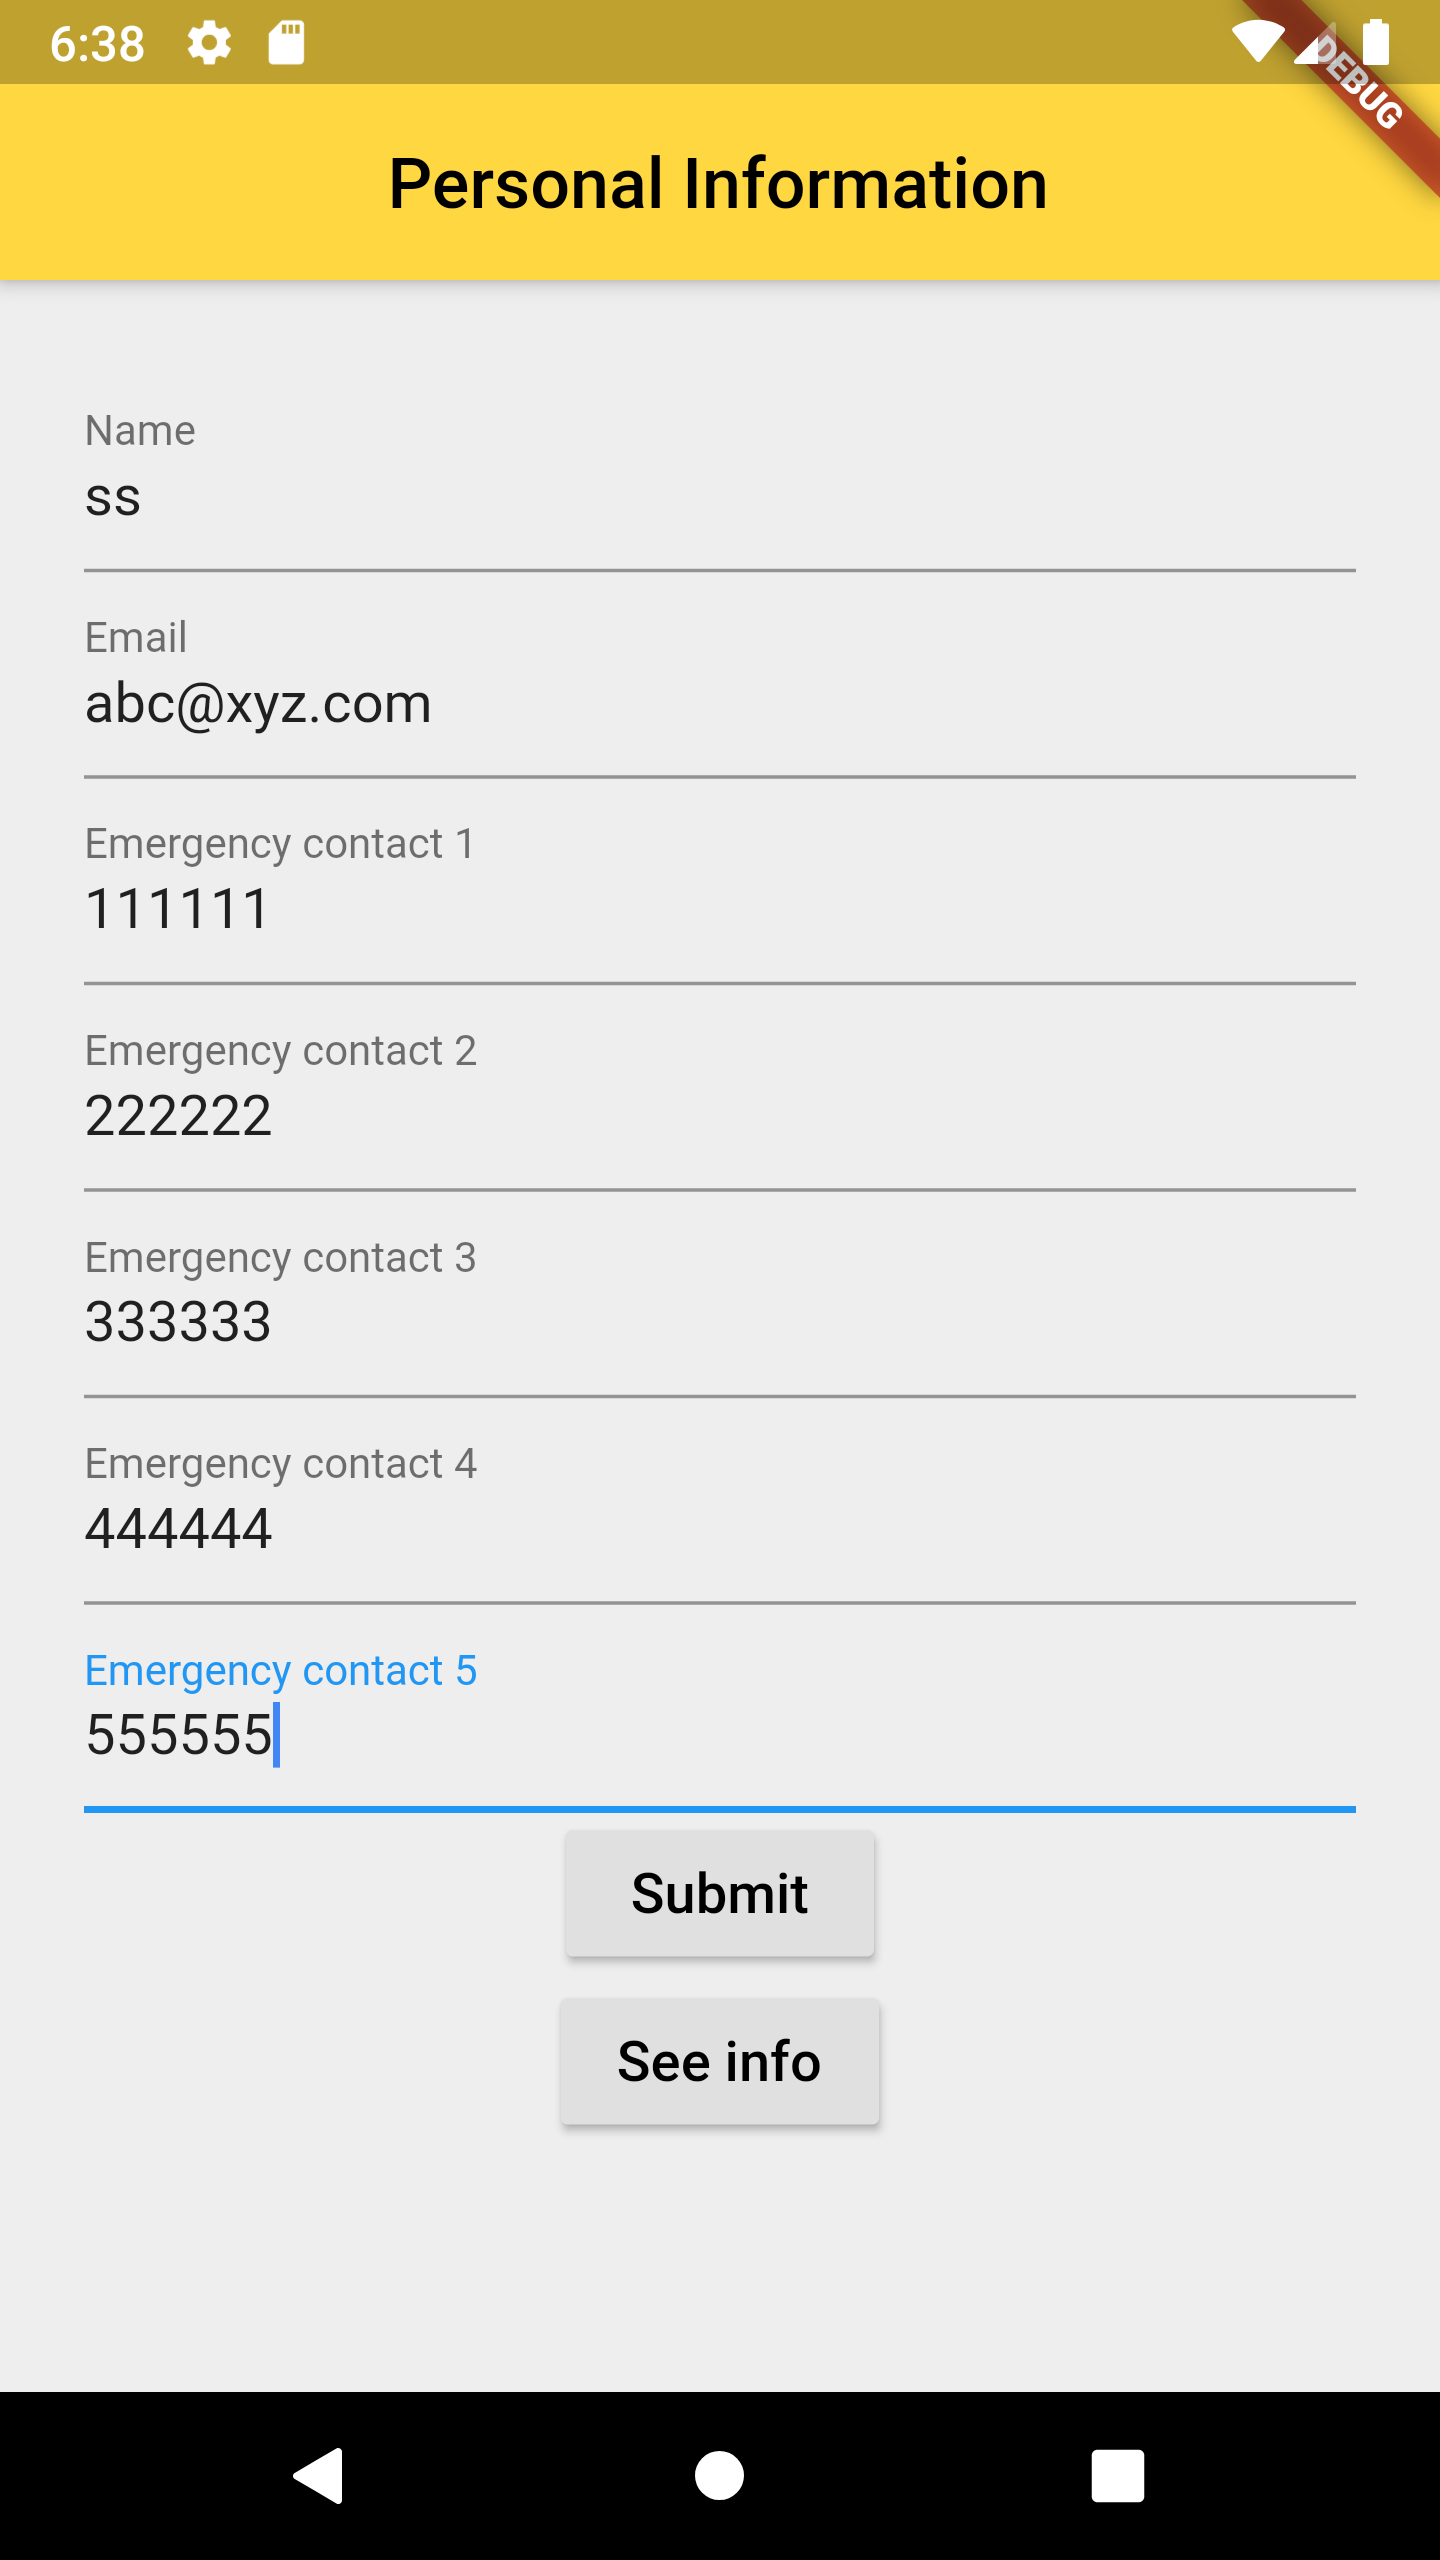 6:38
DEBUG
Personal Information
Name
ss
Email
abc@xyz.com
Emergency contact 1
111111
Emergency contact 2
222222
Emergency contact 3
333333
Emergency contact 4
444444
Emergency contact 5
555555
Submit
See info